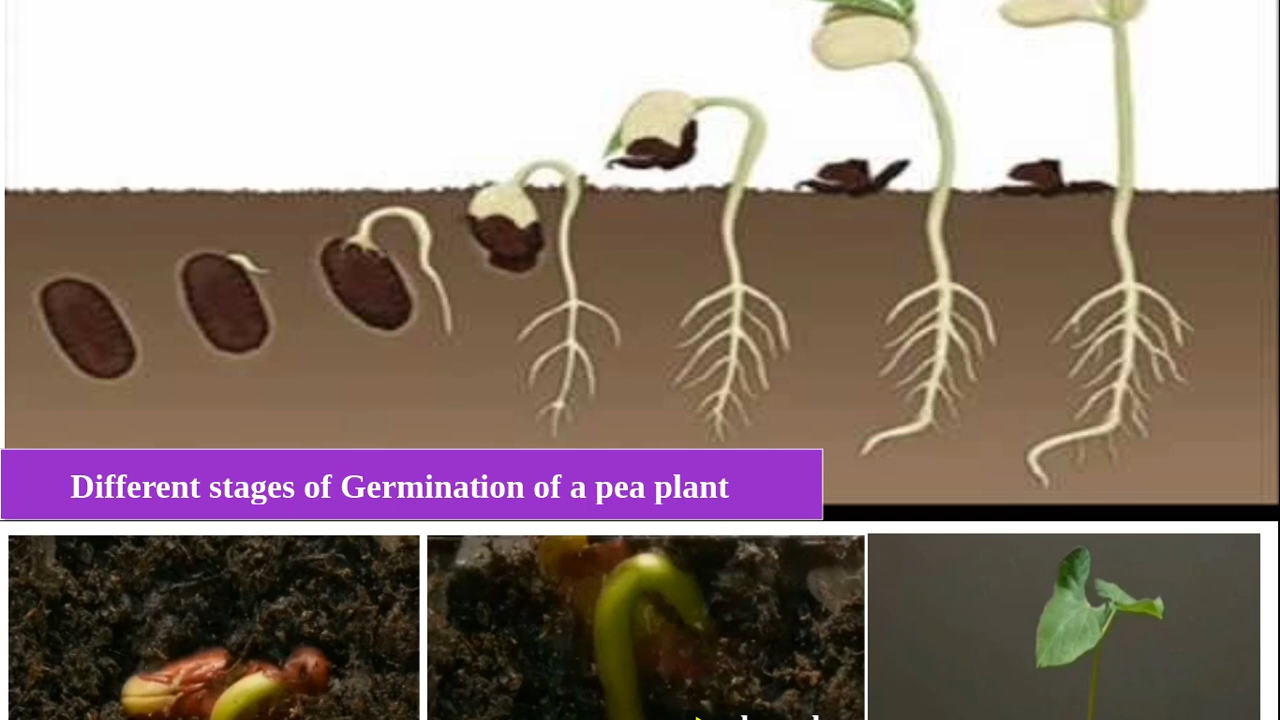 Different stages of Germination of a pea plant